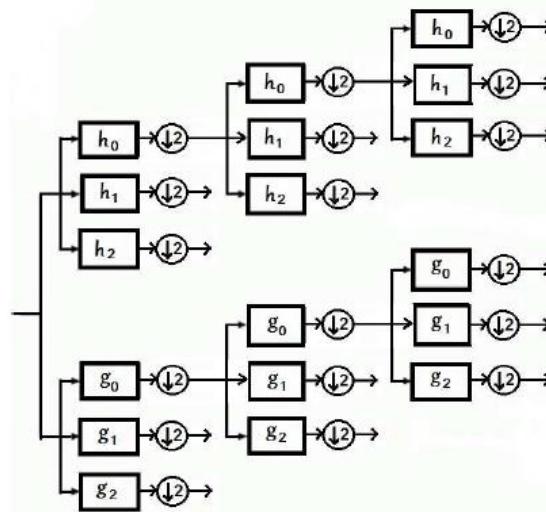 h₀ ↓2
h₀ ↓2 h₁ ↓2
h₀ ↓2 h₁ ↓2 h₂ ↓2
h₁ ↓2 h₂ ↓2
h₂ ↓2
g₀ ↓2
g₀ ↓2 g₁ ↓2
g₀ ↓2 g₁ ↓2 g₂ ↓2
g₁ ↓2 g₂ ↓2
g₂ ↓2